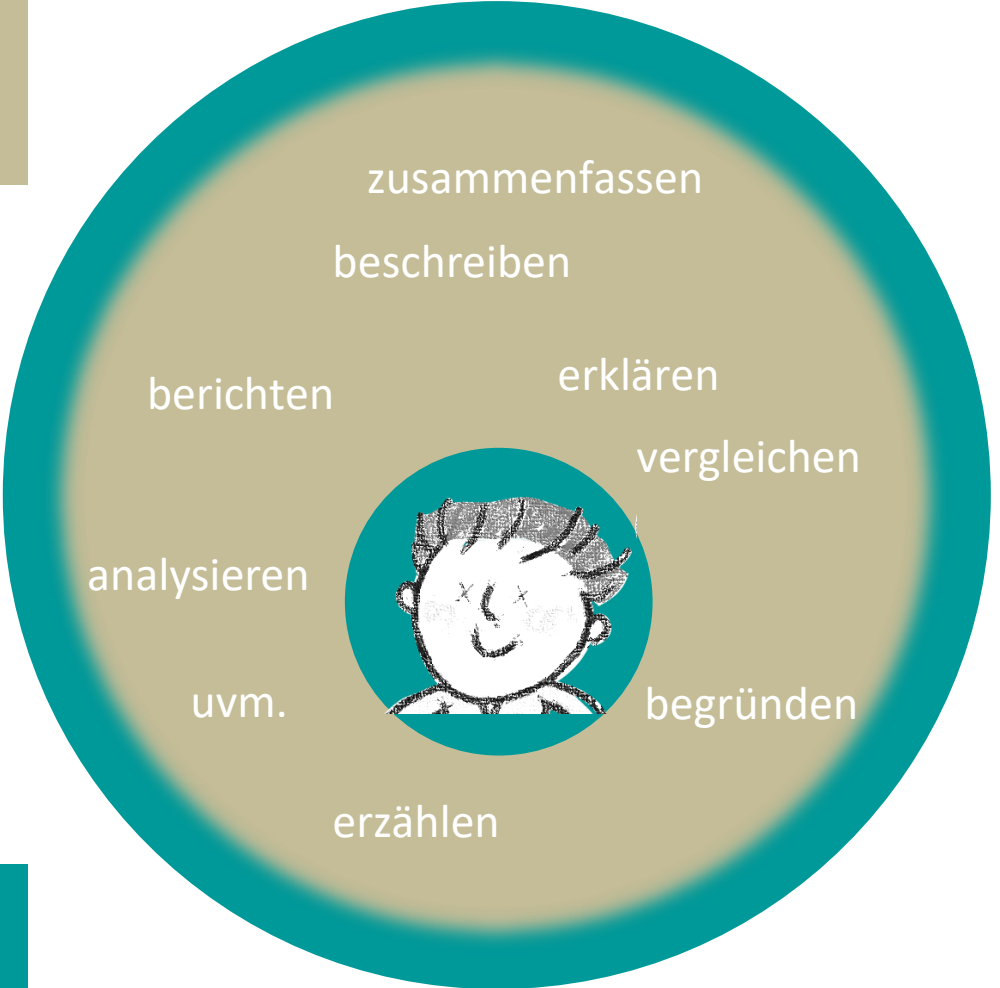 zusammenfassen
beschreiben
erklären
berichten
vergleichen
analysieren
uvm.
begründen
erzählen